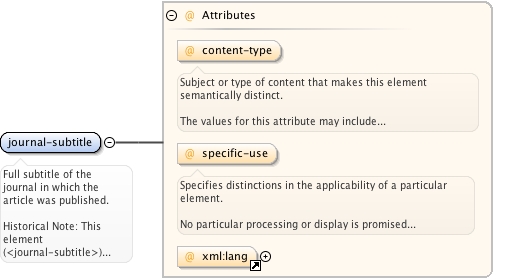 Attributes
@ content-type
Subject or type of content that makes this element
semantically distinct.
The values for this attribute may include...
@ specific-use
Specifies distinctions in the applicability of a particular
element.
No particular processing or display is promised...
@ xml:lang
journal-subtitle
Full subtitle of the
journal in which the
article was published.
Historical Note: This
element
(<journal-subtitle>)...